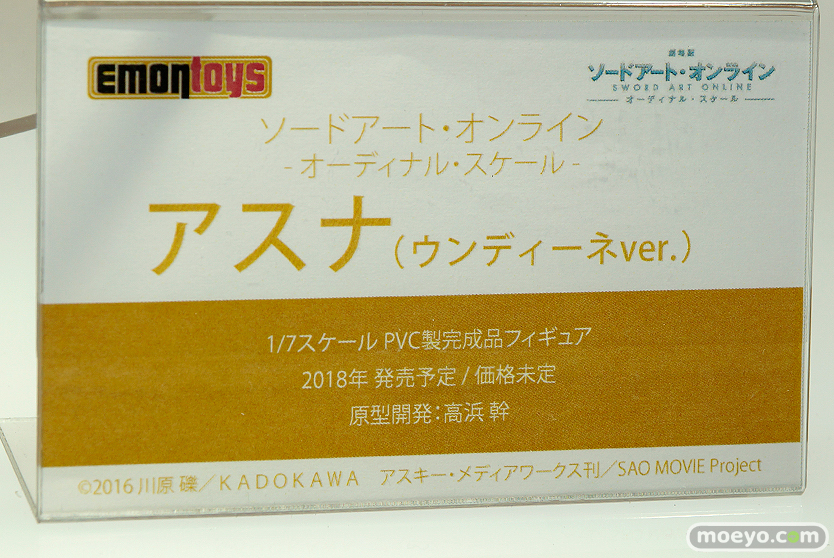 Emontoys
劇場版
ソードアート・オンライン
SWORD ART ONLINE
オーディナル・スケール
ソードアート・オンライン
- オーディナル・スケール -
アスナ(ウンディーネver.)
1/7スケール PVC製完成品フィギュア
2018年 発売予定 / 価格未定
原型開発:高浜 幹
©2016 川原 礫／KADOKAWA アスキー・メディアワークス刊／SAO MOVIE Project
moeyo.com